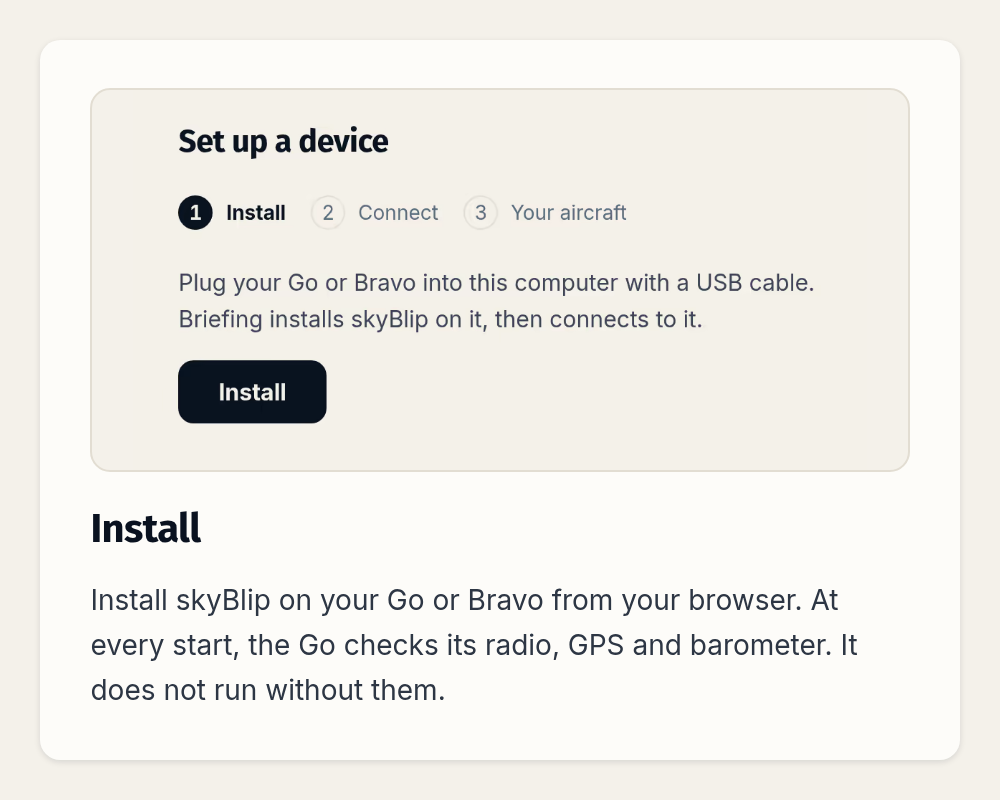 Set up a device
1 Install 2 Connect 3 Your aircraft
Plug your Go or Bravo into this computer with a USB cable.
Briefing installs skyBlip on it, then connects to it.
Install
Install
Install skyBlip on your Go or Bravo from your browser. At
every start, the Go checks its radio, GPS and barometer. It
does not run without them.